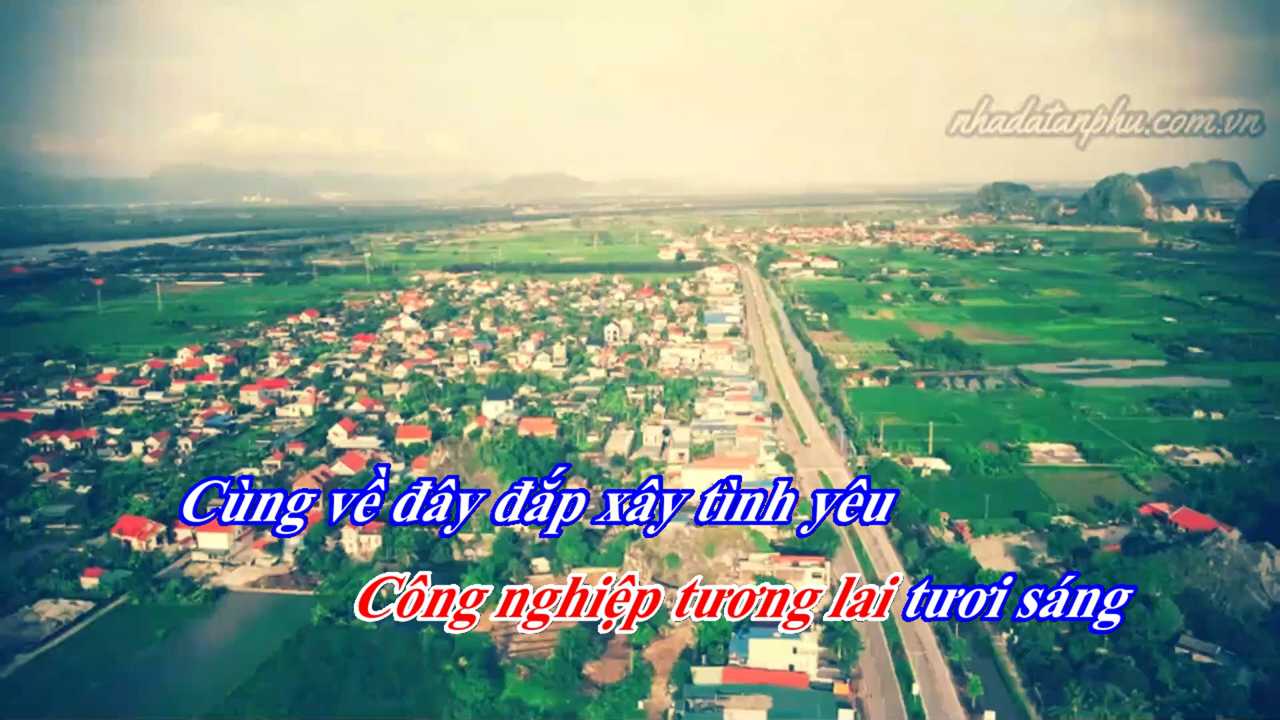 nhadatanphu.com.vn
Cùng về đây đắp xây tình yêu
Công nghiệp tương lai tươi sáng